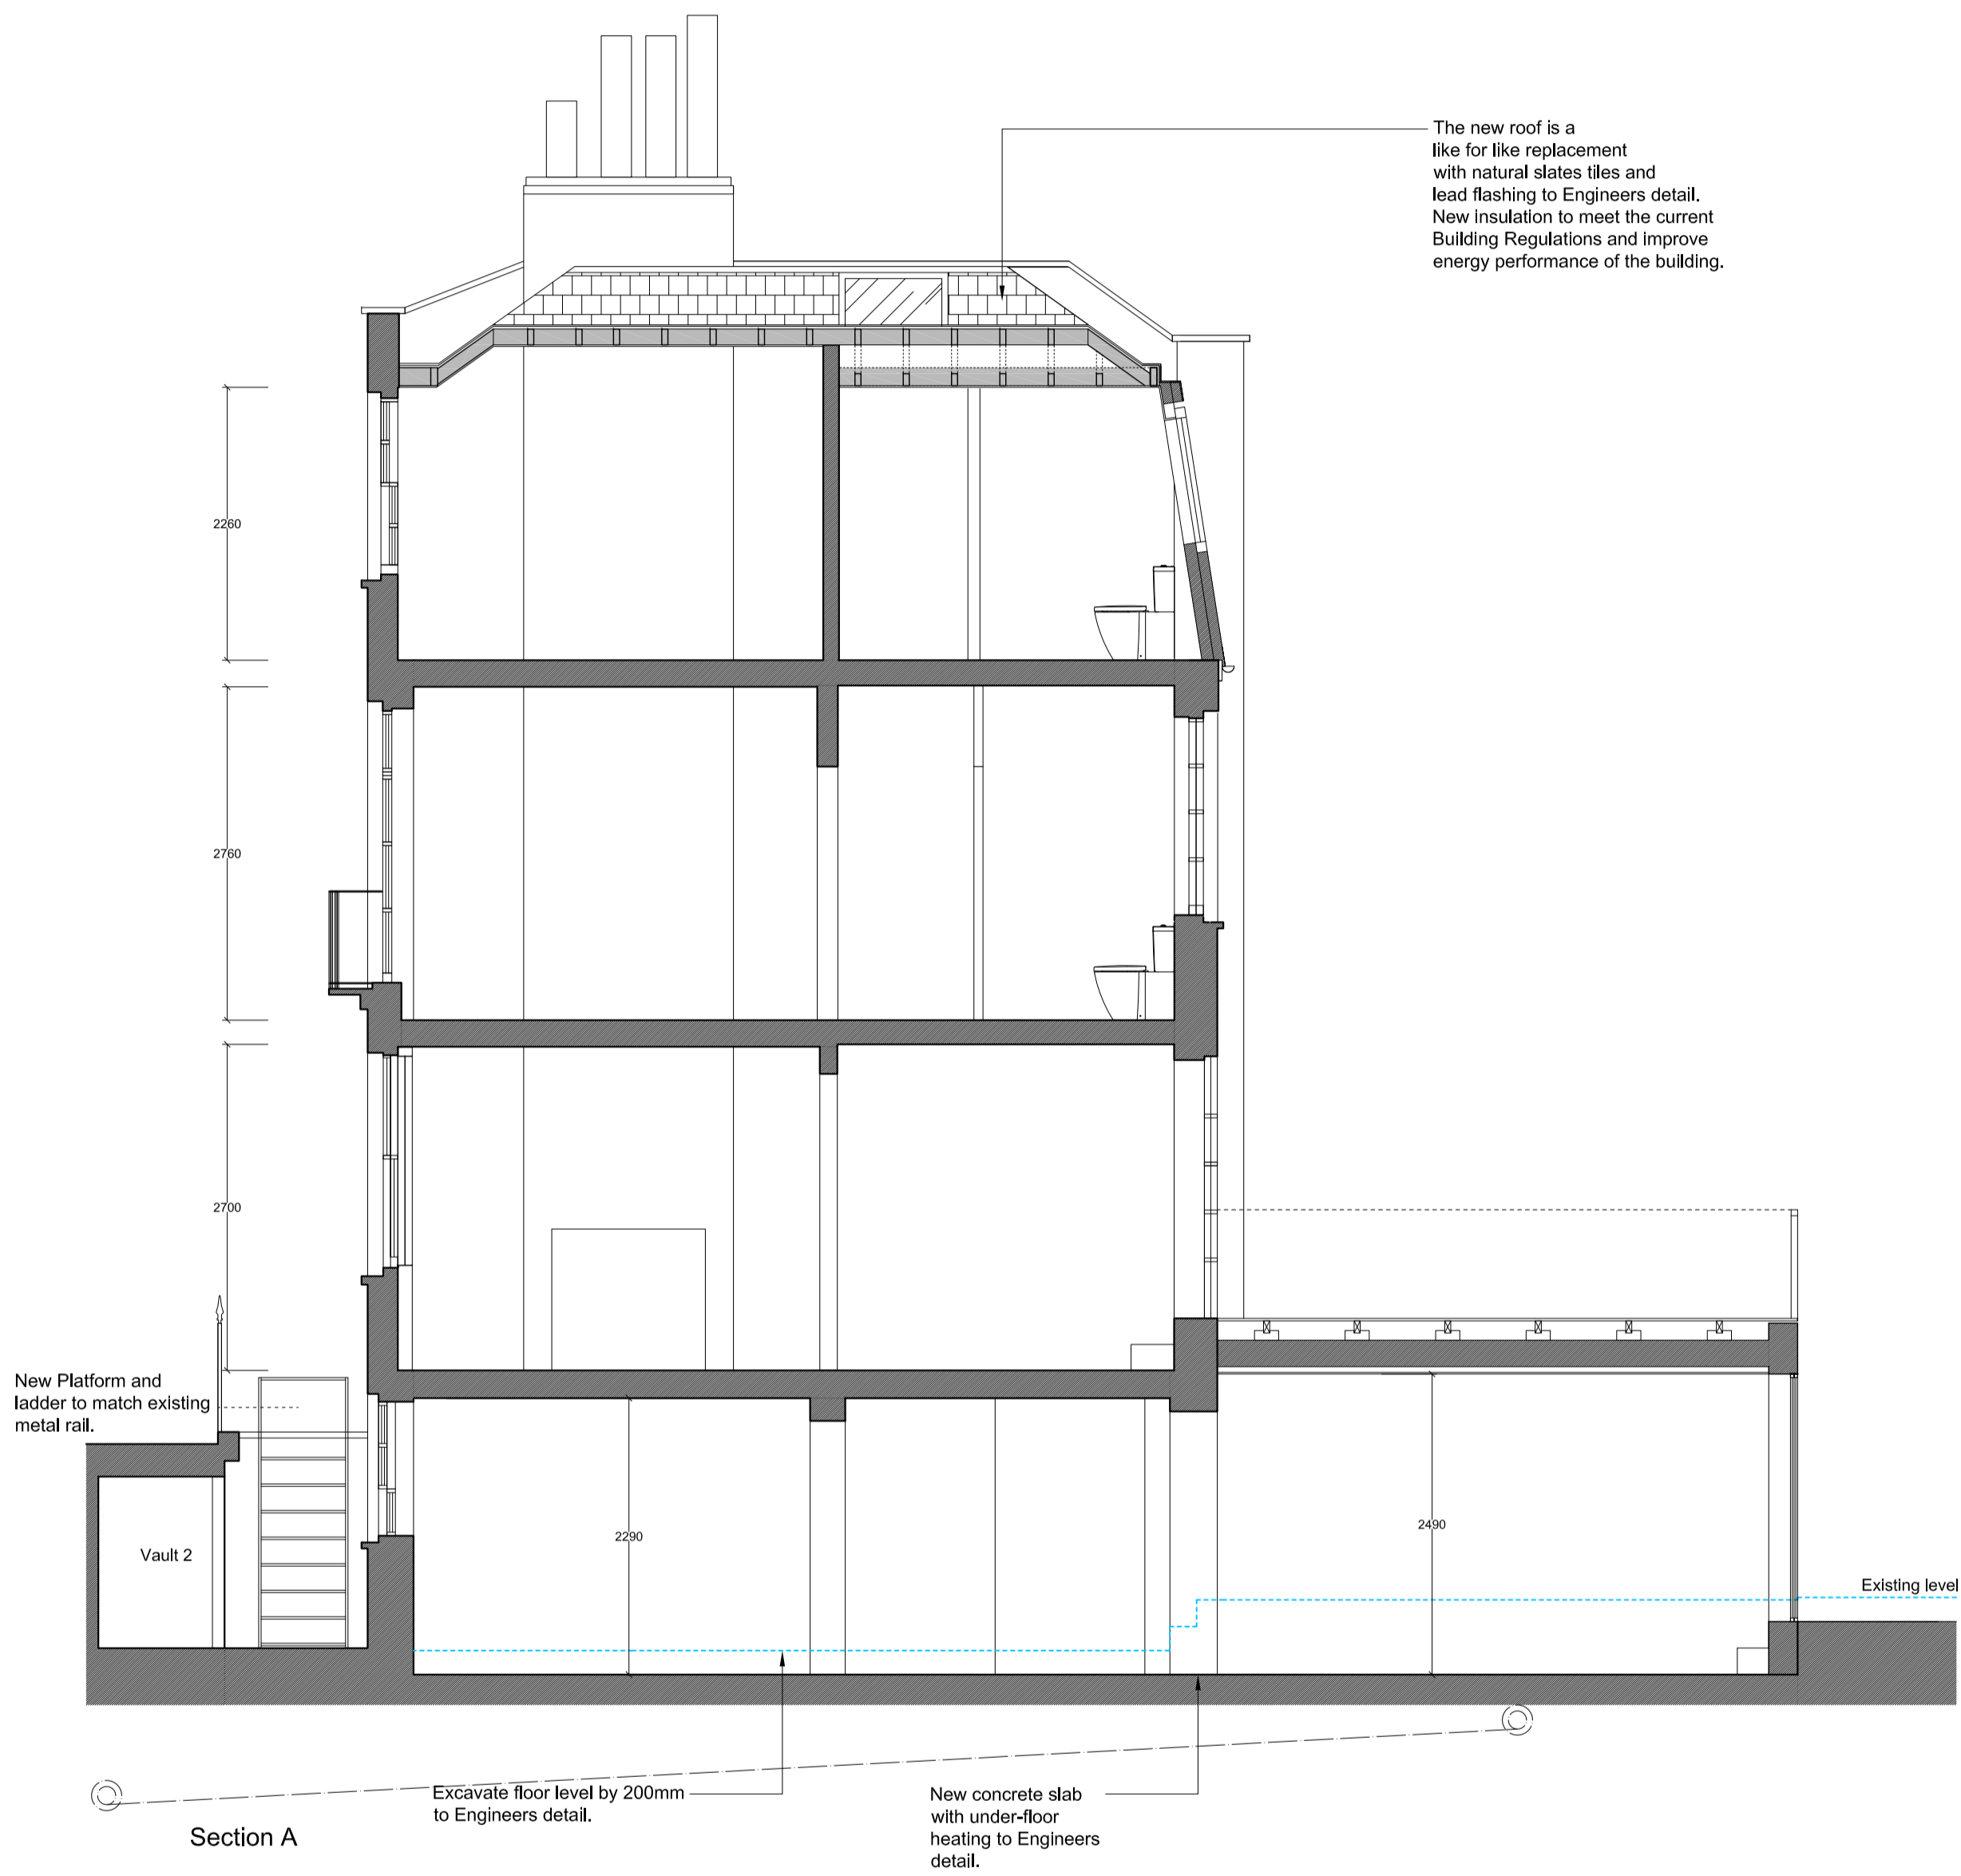 The new roof is a
like for like replacement
with natural slates tiles and
lead flashing to Engineers detail.
New insulation to meet the current
Building Regulations and improve
energy performance of the building.
2260
2760
2700
New Platform and
ladder to match existing
metal rail.
2290
2490
Vault 2
Existing level
Excavate floor level by 200mm
to Engineers detail.
New concrete slab
with under-floor
heating to Engineers
detail.
Section A